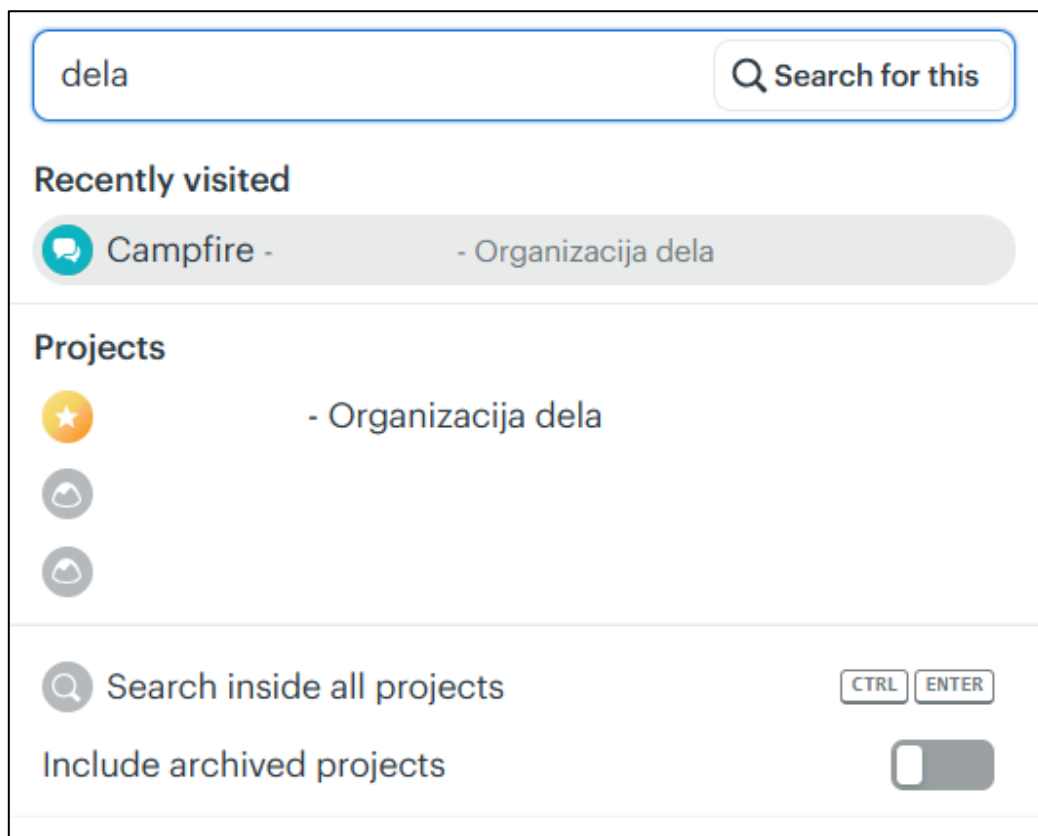 dela Search for this
Recently visited
Campfire - - Organizacija dela
Projects
- Organizacija dela
Search inside all projects CTRL ENTER
Include archived projects